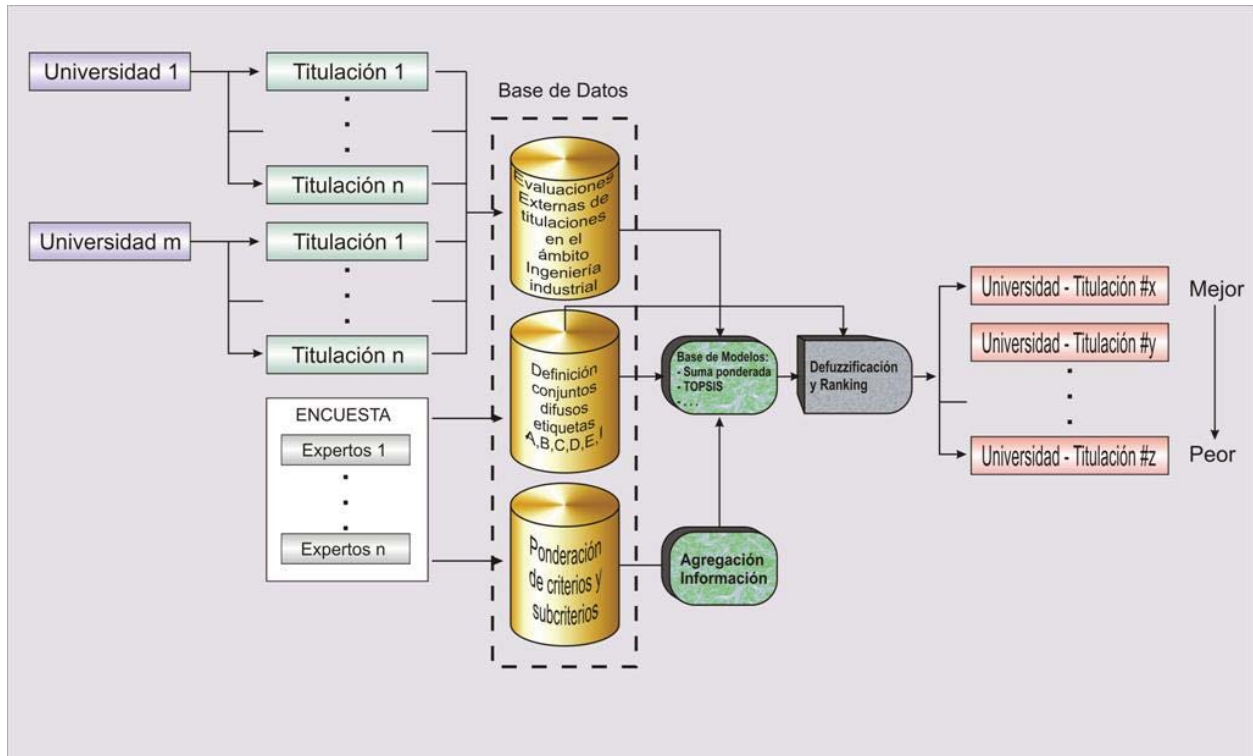 Universidad 1
Titulación 1
Titulación n
Universidad m
Titulación 1
Titulación n
ENCUESTA
Expertos 1
Expertos n
Base de Datos
Evaluaciones
Externas de
titulaciones
en el
ámbito
Ingeniería
industrial
Definición
conjuntos
difusos
etiquetas
A,B,C,D,E,I
Ponderación
de criterios y
subcriterios
Base de Modelos:
- Suma ponderada
- TOPSIS
- . . .
Agregación
Información
Defuzzificación
y Ranking
Universidad - Titulación #x
Universidad - Titulación #y
Universidad - Titulación #z
Mejor
Peor